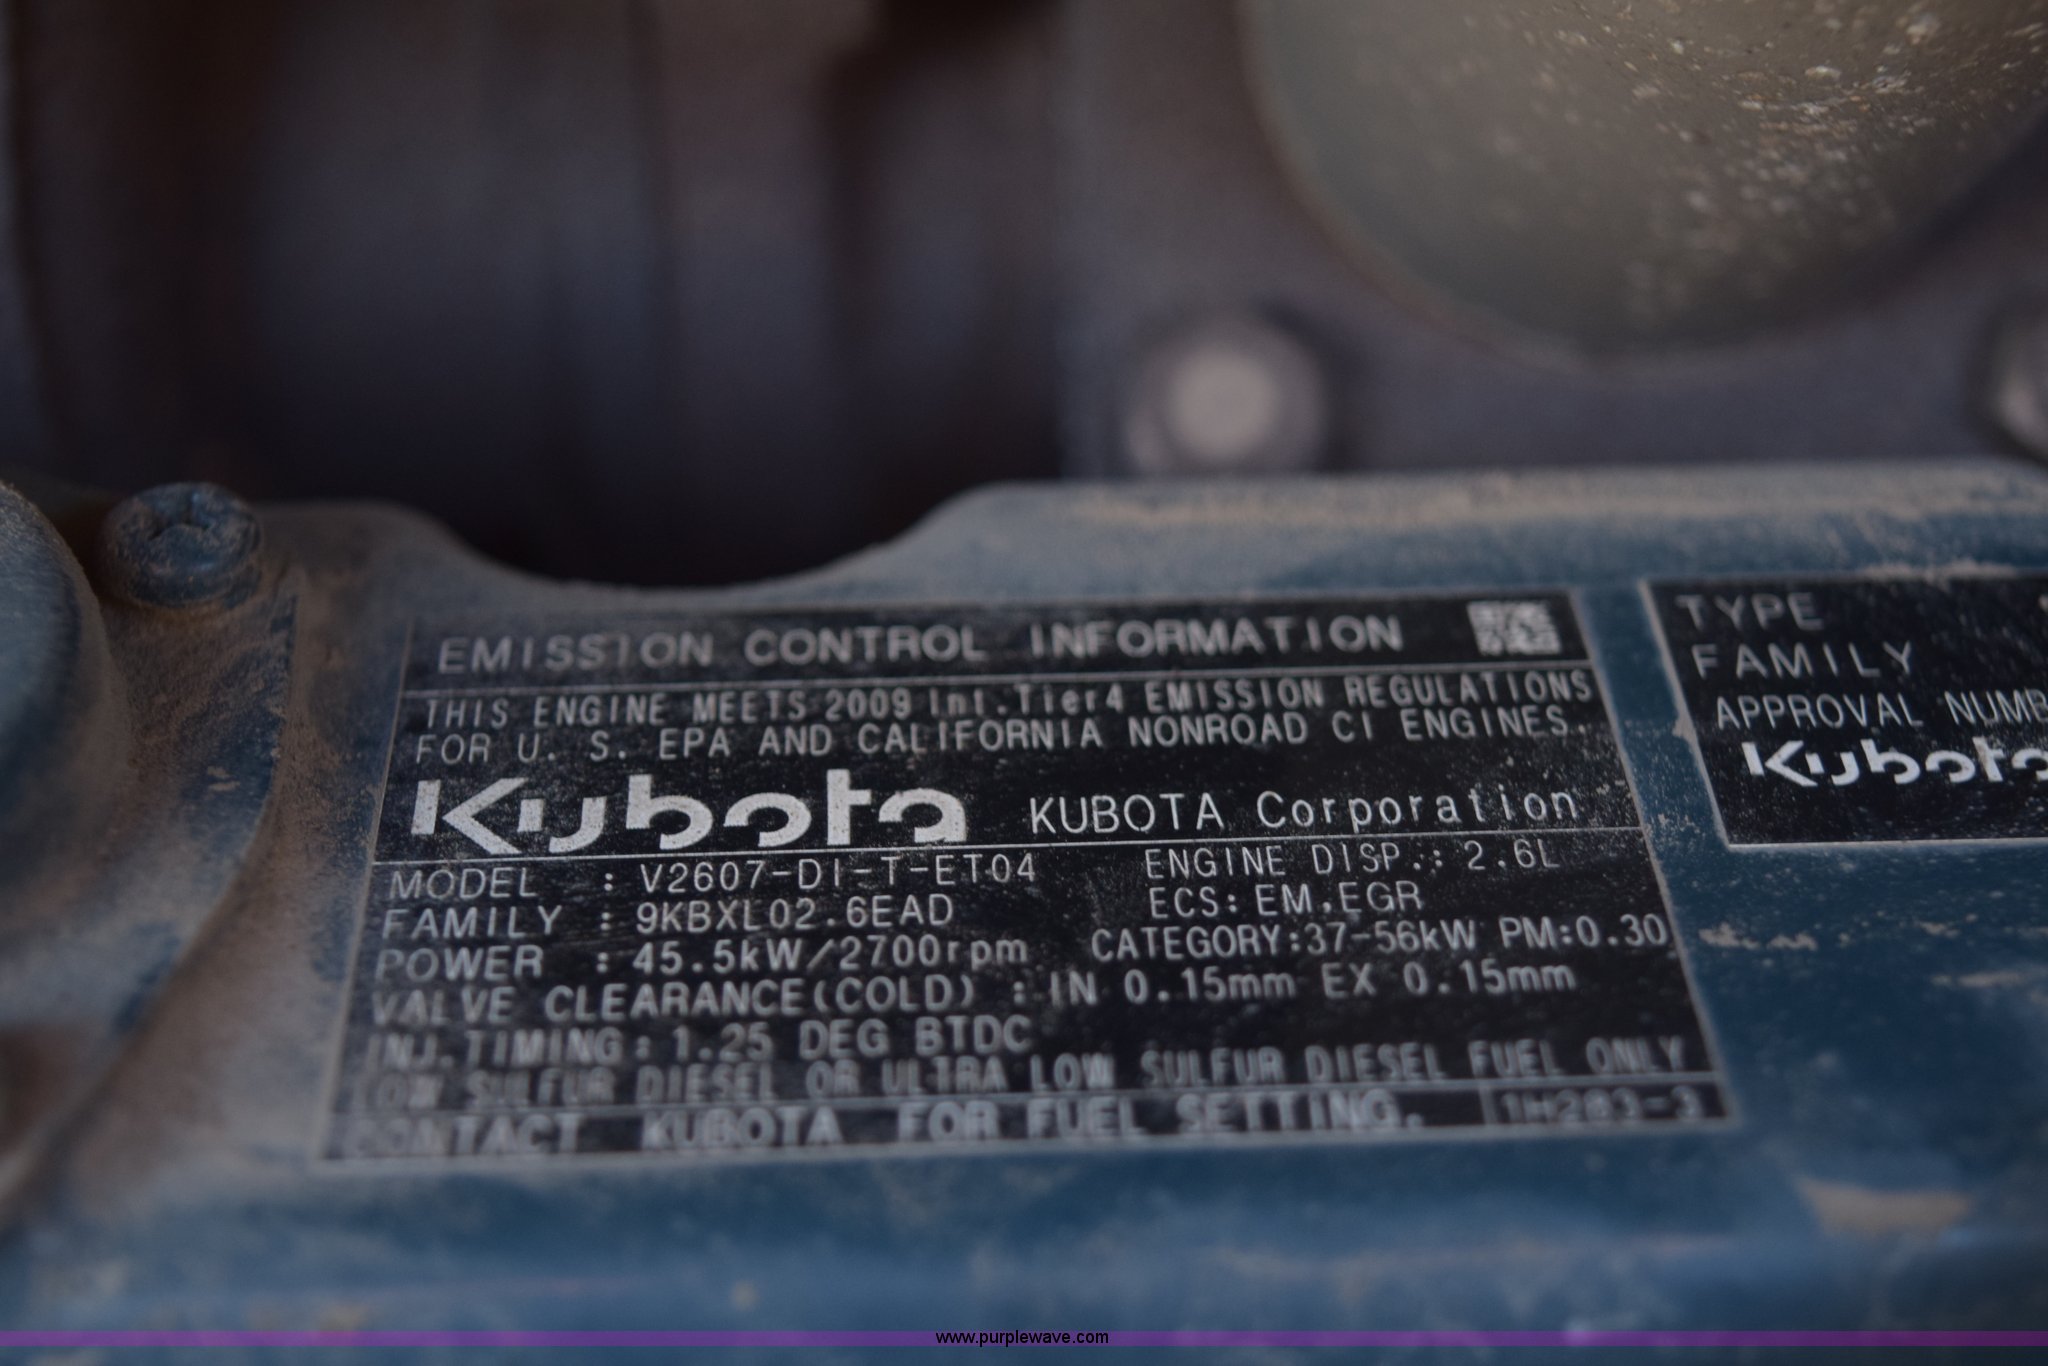 EMISSION CONTROL INFORMATION
THIS ENGINE MEETS 2009 Int.Tier4 EMISSION REGULATIONS
FOR U. S. EPA AND CALIFORNIA NONROAD CI ENGINES.
Kubota KUBOTA Corporation
MODEL : V2607-DI-T-ET04 ENGINE DISP.: 2.6L
FAMILY : 9KBXL02.6EAD ECS: EM,EGR
POWER : 45.5kW/2700rpm CATEGORY:37-56kW PM:0.30
VALVE CLEARANCE(COLD) : IN 0.15mm EX 0.15mm
INJ.TIMING: 1.25 DEG BTDC
LOW SULFUR DIESEL OR ULTRA LOW SULFUR DIESEL FUEL ONLY
CONTACT KUBOTA FOR FUEL SETTING. 1H283-3
TYPE
FAMILY
APPROVAL NUMB
Kubota
www.purplewave.com